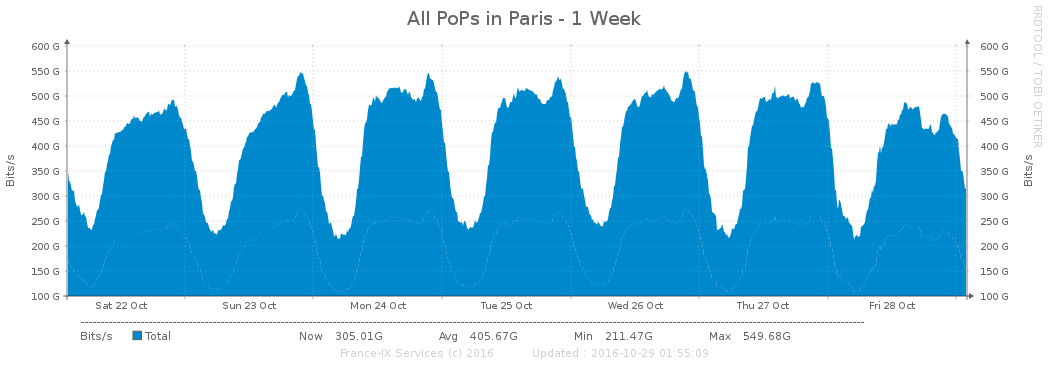 All PoPs in Paris - 1 Week
RRDTOOL / TOBI OETIKER
600 G 600 G
550 G 550 G
500 G 500 G
450 G 450 G
400 G 400 G
350 G 350 G
300 G 300 G
250 G 250 G
200 G 200 G
150 G 150 G
100 G 100 G
Bits/s
Bits/s
Sat 22 Oct Sun 23 Oct Mon 24 Oct Tue 25 Oct Wed 26 Oct Thu 27 Oct Fri 28 Oct
Bits/s Total Now 305.01G Avg 405.67G Min 211.47G Max 549.68G
France-IX Services (c) 2016 Updated : 2016-10-29 01:55:09